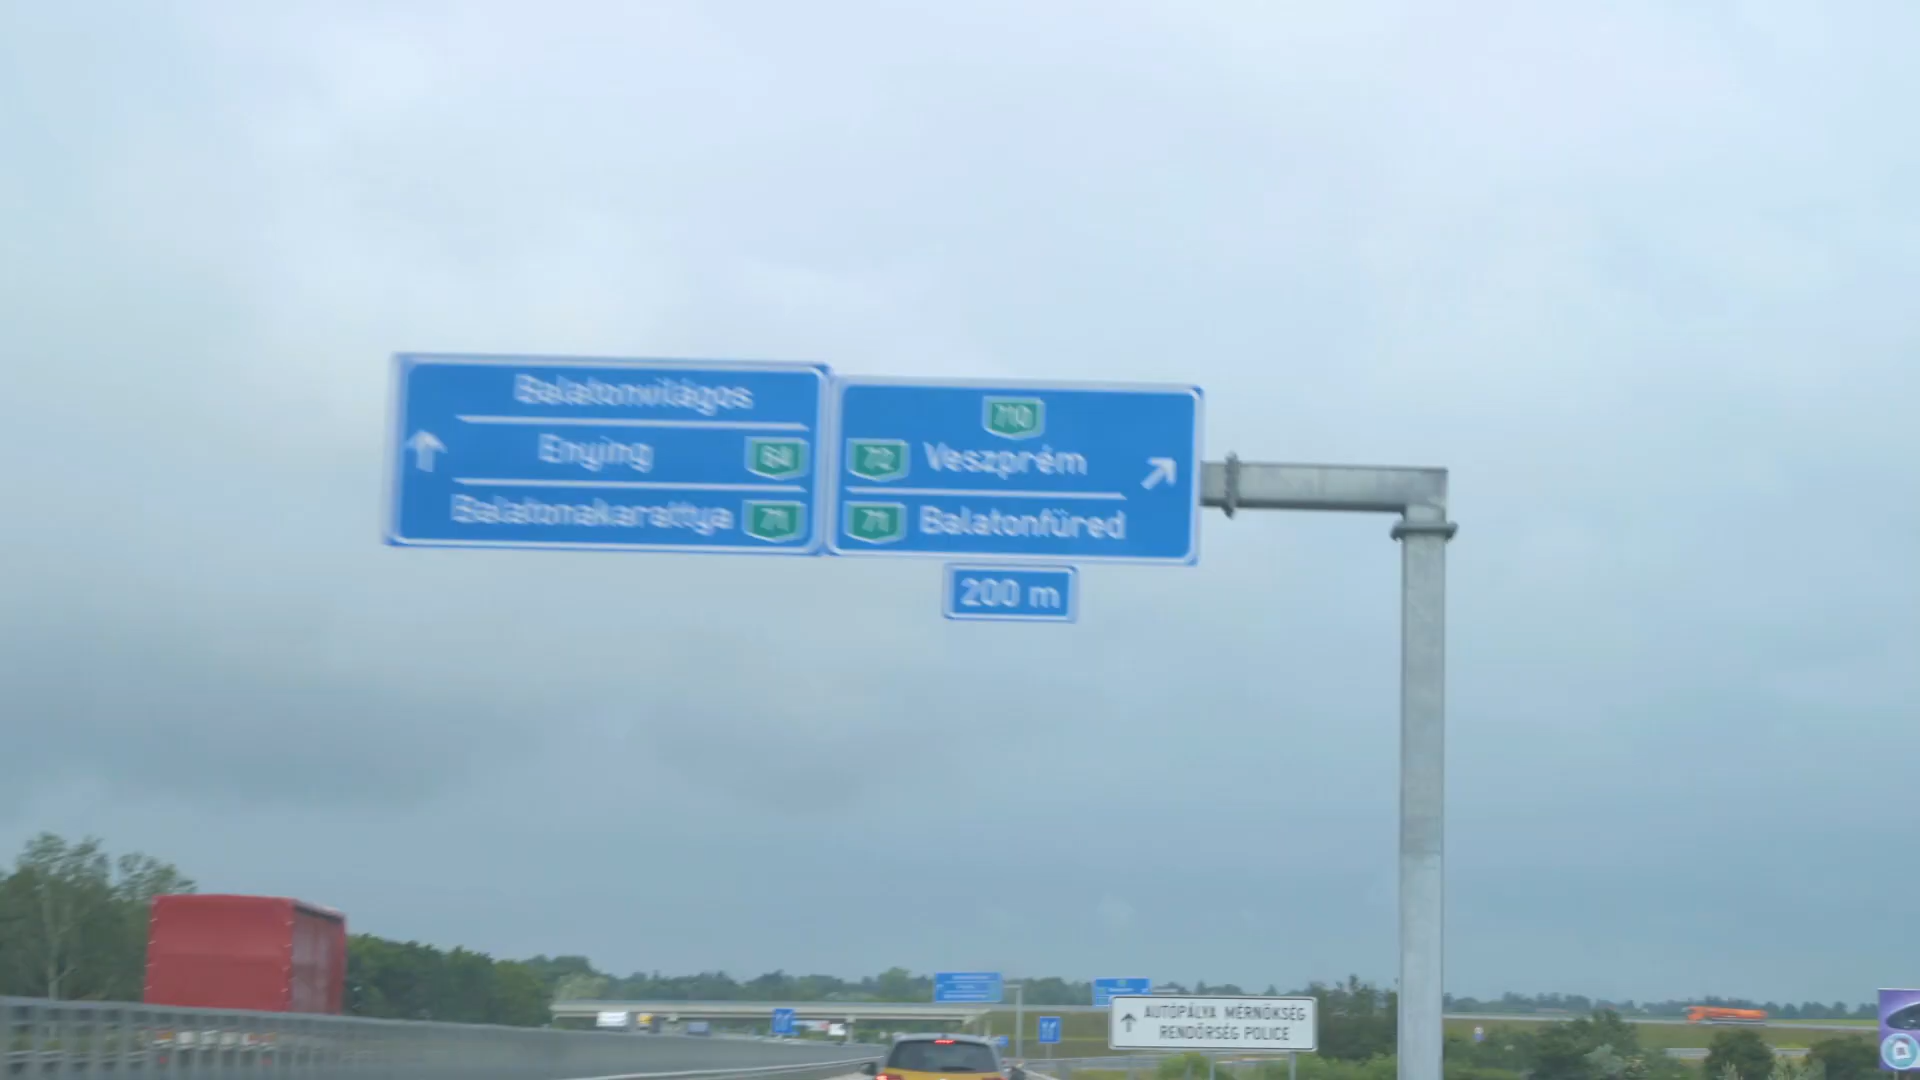 Balatonvilágos
Enying 64
Balatonakarattya 71
710
72 Veszprém
71 Balatonfüred
200 m
AUTÓPÁLYA MÉRNÖKSÉG
RENDŐRSÉG POLICE